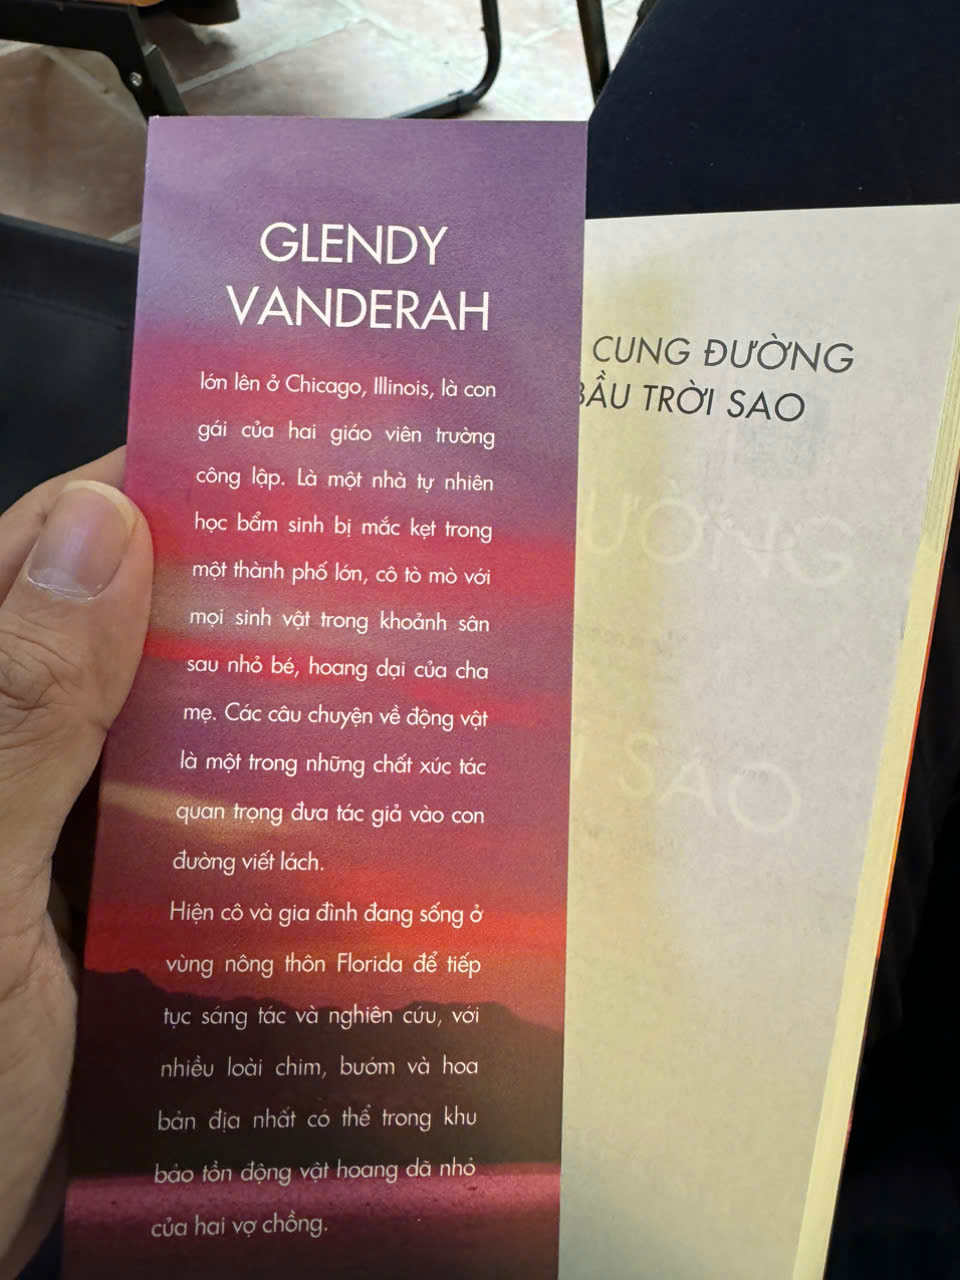 GLENDY
VANDERAH
lớn lên ở Chicago, Illinois, là con
gái của hai giáo viên trường
công lập. Là một nhà tự nhiên
học bẩm sinh bị mắc kẹt trong
một thành phố lớn, cô tò mò với
mọi sinh vật trong khoảnh sân
sau nhỏ bé, hoang dại của cha
mẹ. Các câu chuyện về động vật
là một trong những chất xúc tác
quan trọng đưa tác giả vào con
đường viết lách.
Hiện cô và gia đình đang sống ở
vùng nông thôn Florida để tiếp
tục sáng tác và nghiên cứu, với
nhiều loài chim, bướm và hoa
bản địa nhất có thể trong khu
bảo tồn động vật hoang dã nhỏ
của hai vợ chồng.
CUNG ĐƯỜNG
BẦU TRỜI SAO
ƯỜNG
SAO